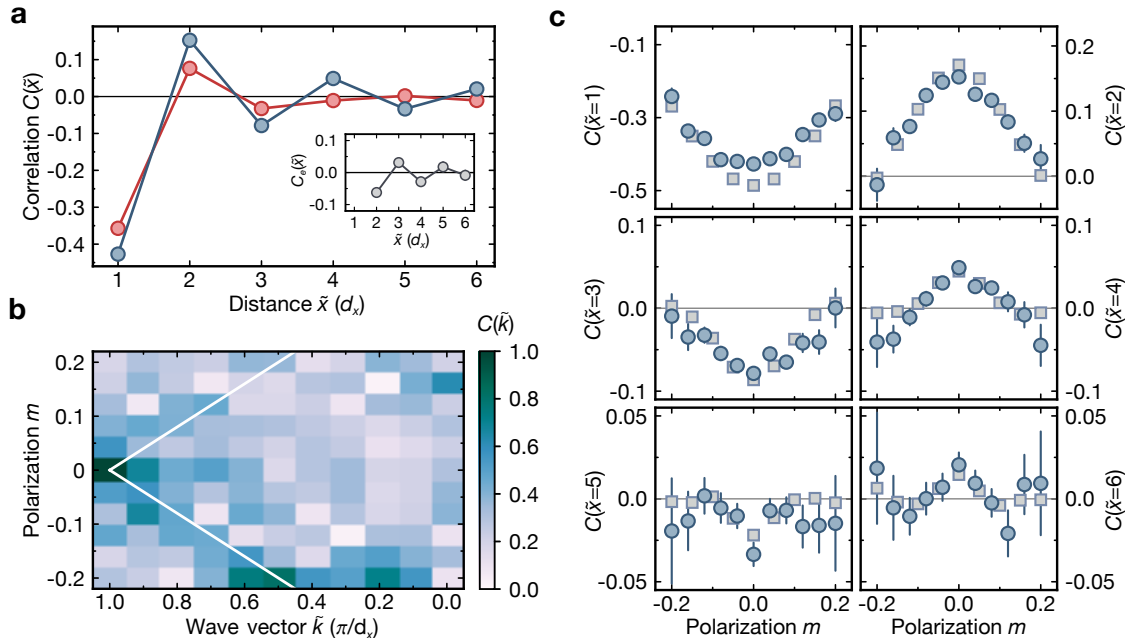 a
Correlation C(x̃)
0.1
0.0
-0.1
-0.2
-0.3
-0.4
1 2 3 4 5 6
Distance x̃ (dₓ)
Cₑ(x̃)
0.1
0.0
-0.1
1 2 3 4 5 6
x̃ (dₓ)
b
Polarization m
0.2
0.1
0
-0.1
-0.2
1.0 0.8 0.6 0.4 0.2 0.0
Wave vector k̃ (π/dₓ)
C(k̃)
1.0
0.8
0.6
0.4
0.2
0.0
c
C(x̃=1)
-0.1
-0.3
-0.5
C(x̃=2)
0.2
0.1
0.0
C(x̃=3)
0.1
0.0
-0.1
C(x̃=4)
0.1
0.0
-0.1
C(x̃=5)
0.05
-0.00
-0.05
C(x̃=6)
0.05
-0.00
-0.05
-0.2 0.0 0.2
Polarization m
-0.2 0.0 0.2
Polarization m